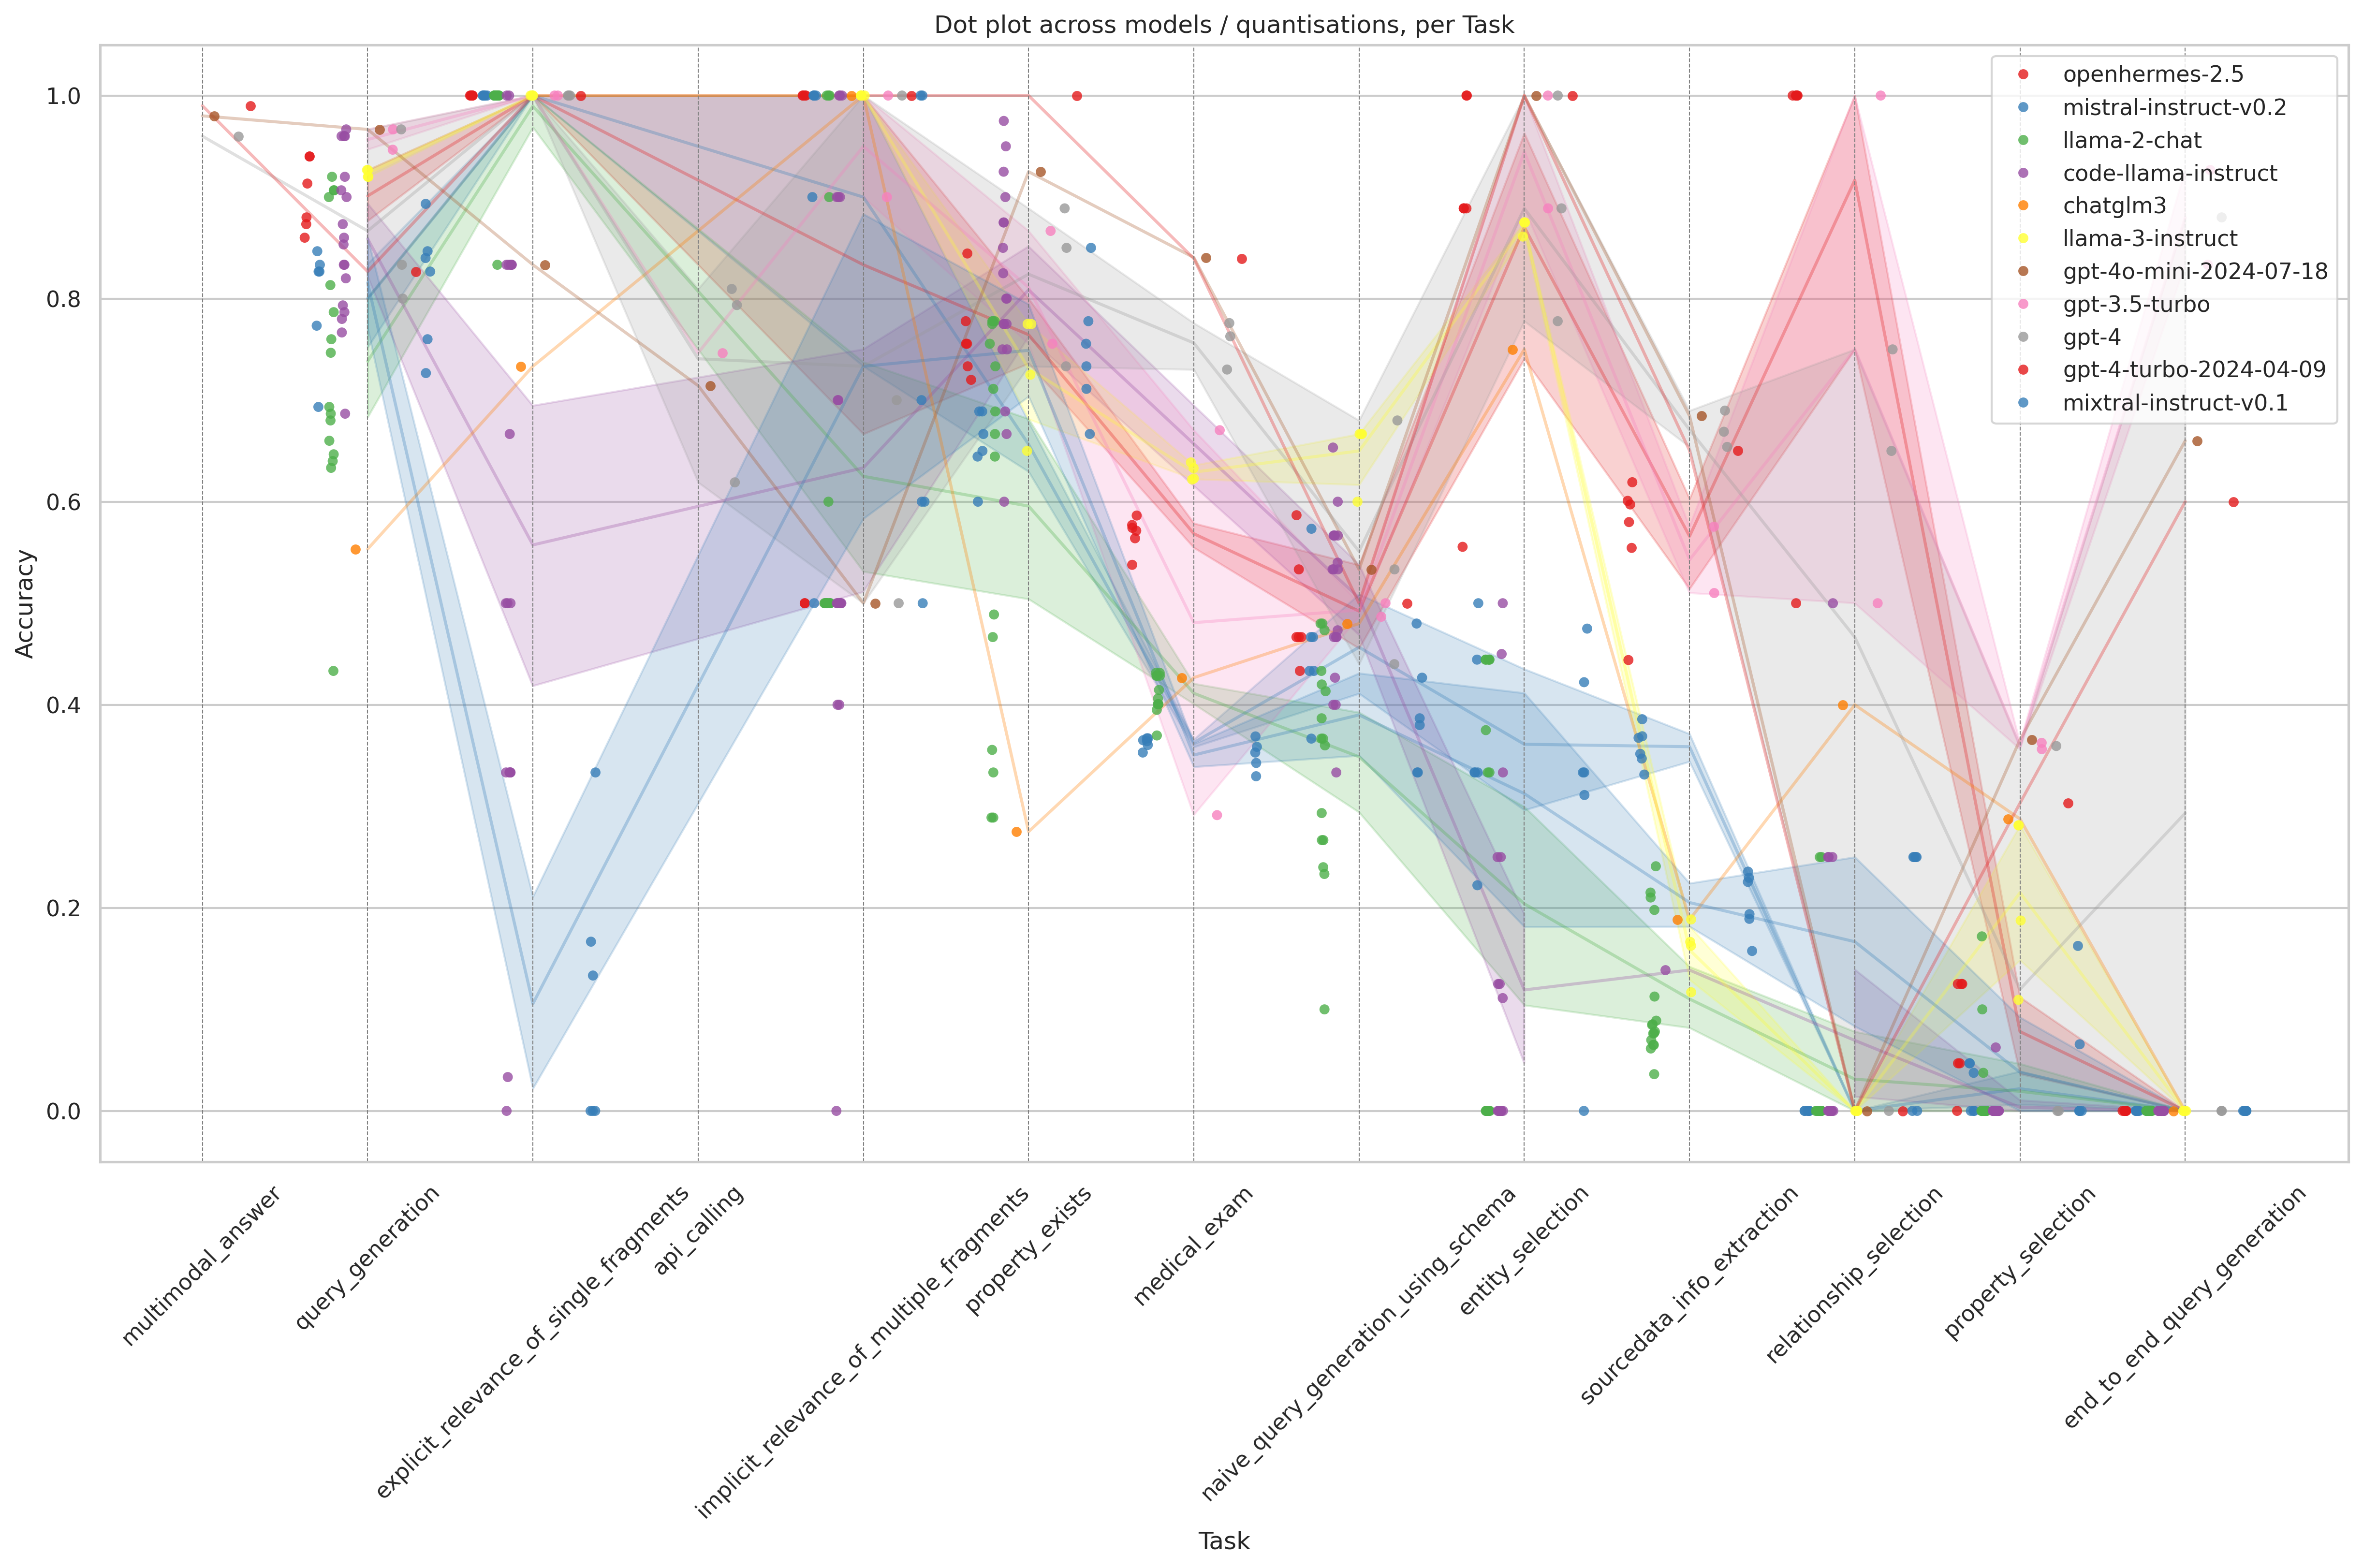 Dot plot across models / quantisations, per Task
openhermes-2.5
mistral-instruct-v0.2
llama-2-chat
code-llama-instruct
chatglm3
llama-3-instruct
gpt-4o-mini-2024-07-18
gpt-3.5-turbo
gpt-4
gpt-4-turbo-2024-04-09
mixtral-instruct-v0.1
Accuracy
1.0
0.8
0.6
0.4
0.2
0.0
multimodal_answer
query_generation
explicit_relevance_of_single_fragments
api_calling
implicit_relevance_of_multiple_fragments
property_exists
medical_exam
naive_query_generation_using_schema
entity_selection
sourcedata_info_extraction
relationship_selection
property_selection
end_to_end_query_generation
Task